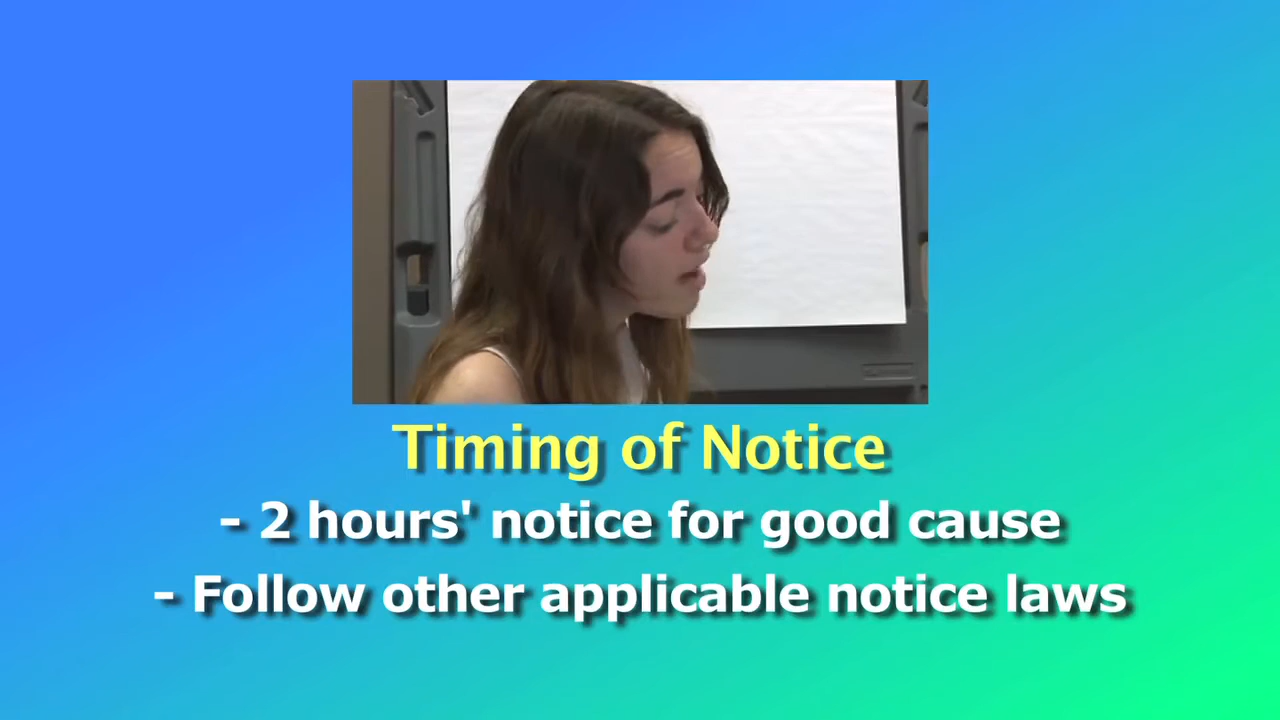 Timing of Notice
- 2 hours' notice for good cause
- Follow other applicable notice laws